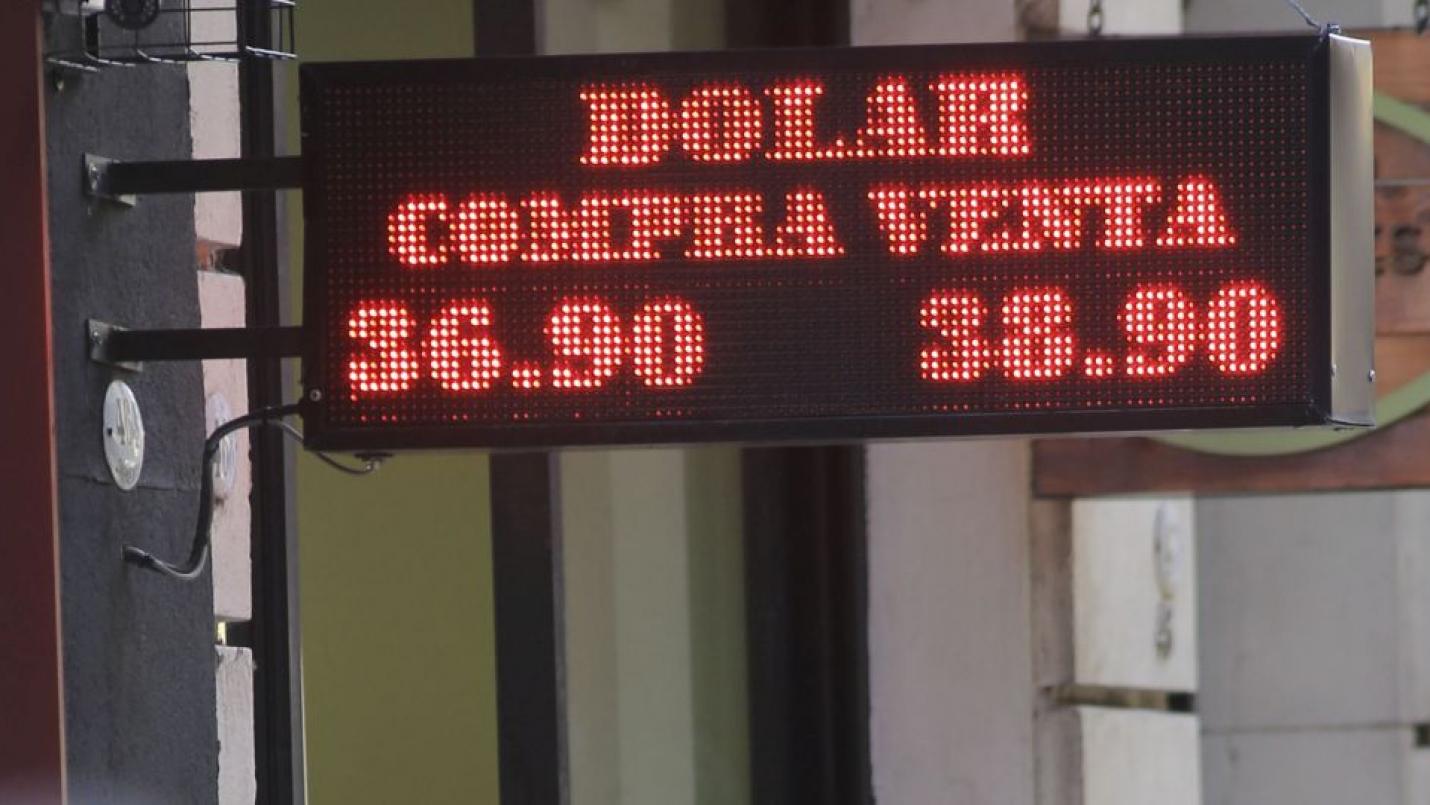 DOLAR
COMPRA VENTA
36.90 38.90